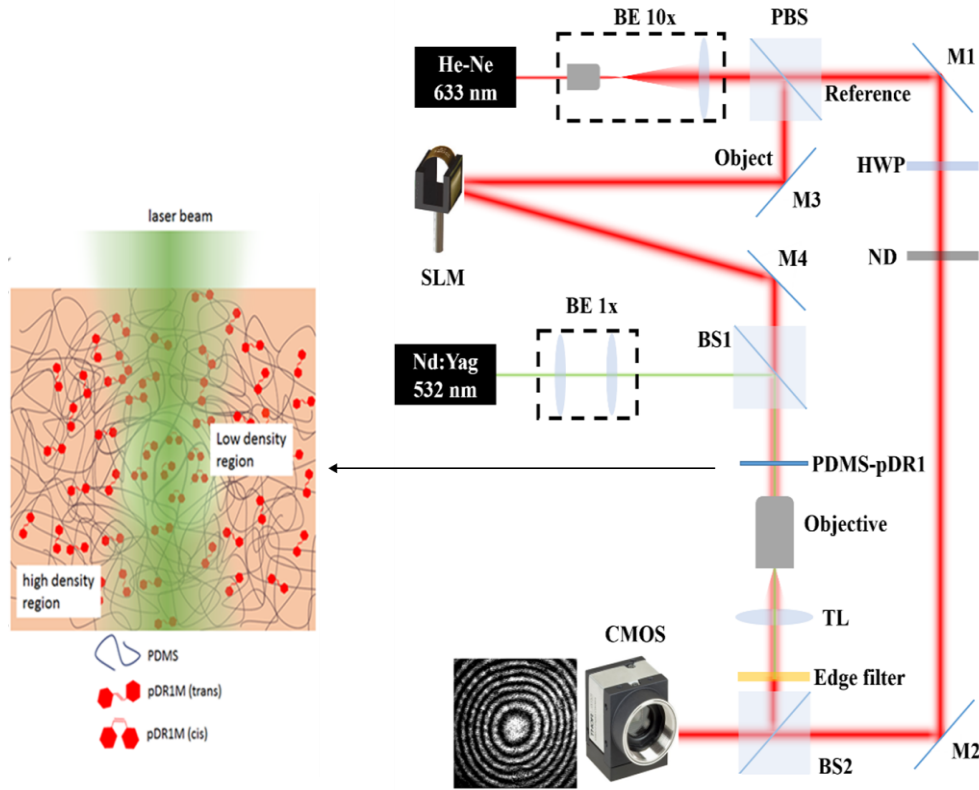 BE 10x
PBS
M1
He-Ne
633 nm
Reference
HWP
Object
M3
ND
SLM
M4
BE 1x
BS1
Nd:Yag
532 nm
PDMS-pDR1
Objective
TL
CMOS
Edge filter
BS2
M2
laser beam
Low density
region
high density
region
PDMS
pDR1M (trans)
pDR1M (cis)